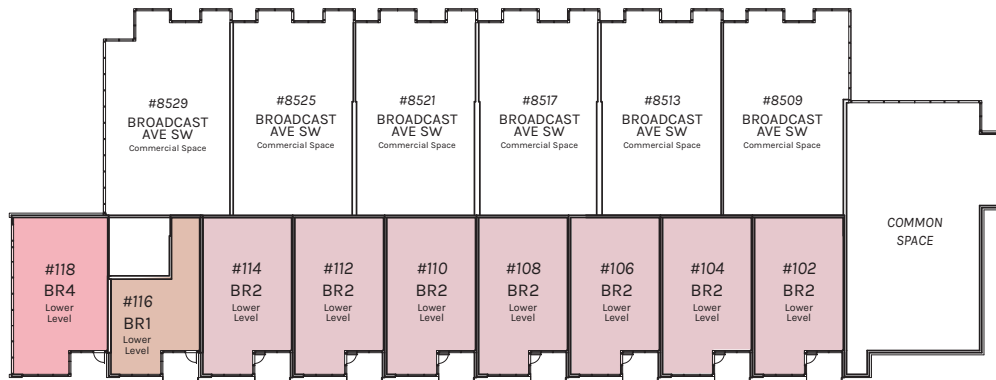 #8529
BROADCAST
AVE SW
Commercial Space
#8525
BROADCAST
AVE SW
Commercial Space
#8521
BROADCAST
AVE SW
Commercial Space
#8517
BROADCAST
AVE SW
Commercial Space
#8513
BROADCAST
AVE SW
Commercial Space
#8509
BROADCAST
AVE SW
Commercial Space
COMMON
SPACE
#118
BR4
Lower
Level
#116
BR1
Lower
Level
#114
BR2
Lower
Level
#112
BR2
Lower
Level
#110
BR2
Lower
Level
#108
BR2
Lower
Level
#106
BR2
Lower
Level
#104
BR2
Lower
Level
#102
BR2
Lower
Level